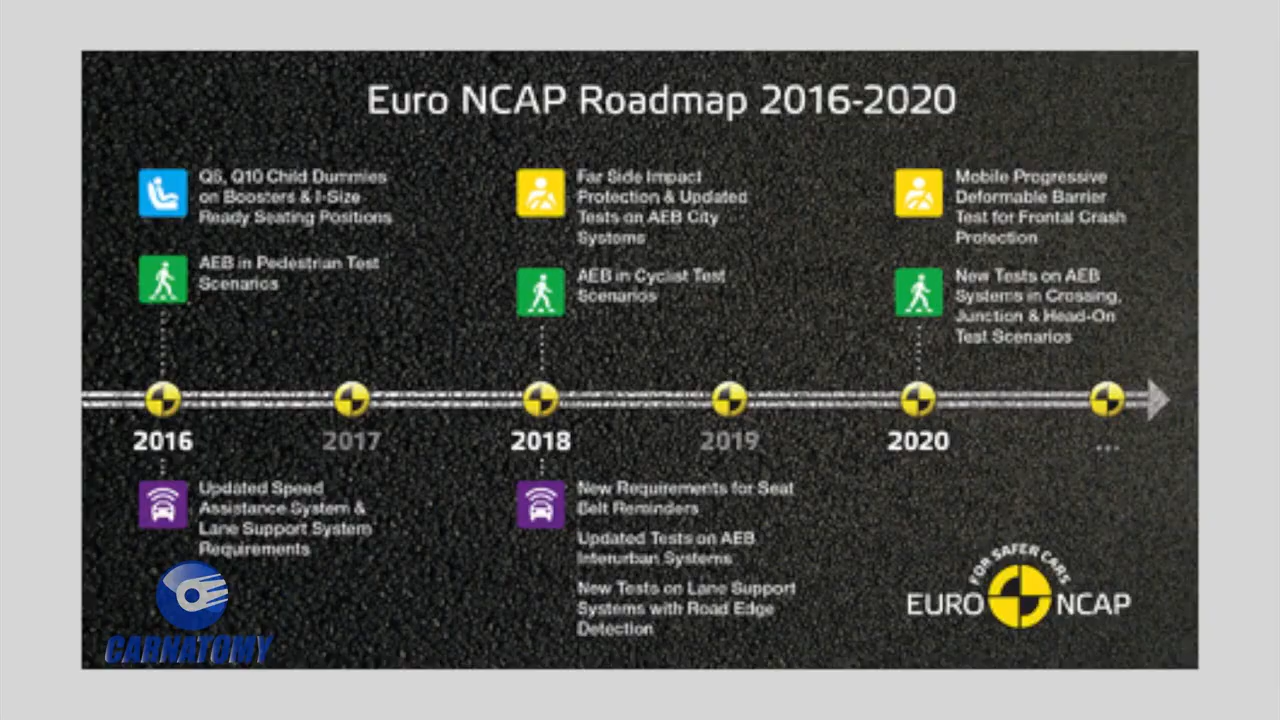 Euro NCAP Roadmap 2016-2020
Q6, Q10 Child Dummies
on Boosters & I-Size
Ready Seating Positions
AEB in Pedestrian Test
Scenarios
Far Side Impact
Protection & Updated
Tests on AEB City
Systems
AEB in Cyclist Test
Scenarios
Mobile Progressive
Deformable Barrier
Test for Frontal Crash
Protection
New Tests on AEB
Systems in Crossing,
Junction & Head-On
Test Scenarios
2016
2017
2018
2019
2020
...
Updated Speed
Assistance System &
Lane Support System
Requirements
New Requirements for Seat
Belt Reminders
Updated Tests on AEB
Interurban Systems
New Tests on Lane Support
Systems with Road Edge
Detection
FOR SAFER CARS
EURO NCAP
CARNATOMY